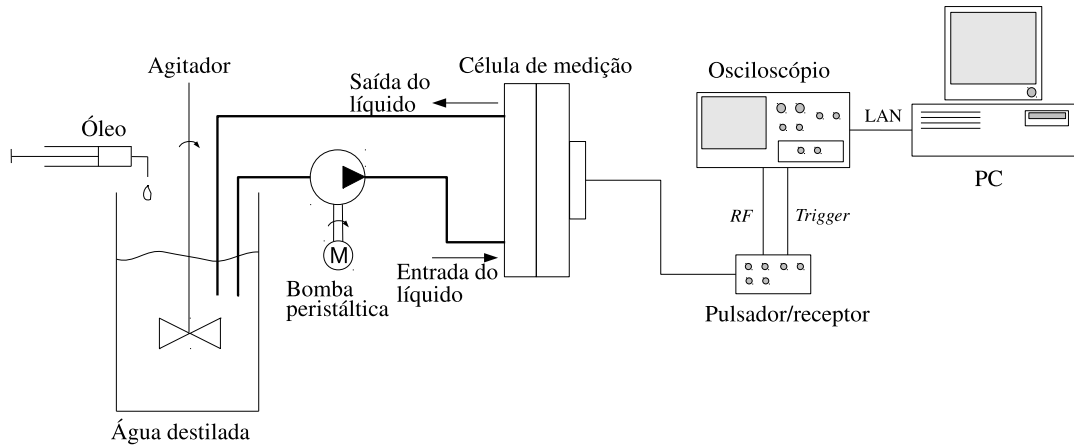 Agitador
Óleo
Saída do
líquido
Célula de medição
Osciloscópio
LAN
PC
RF
Trigger
M
Entrada do
líquido
Bomba
peristáltica
Pulsador/receptor
Água destilada